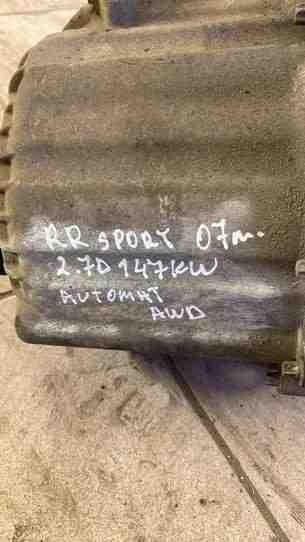 RR SPORT 07m.
2.7D 147KW
AUTOMAT
AWD